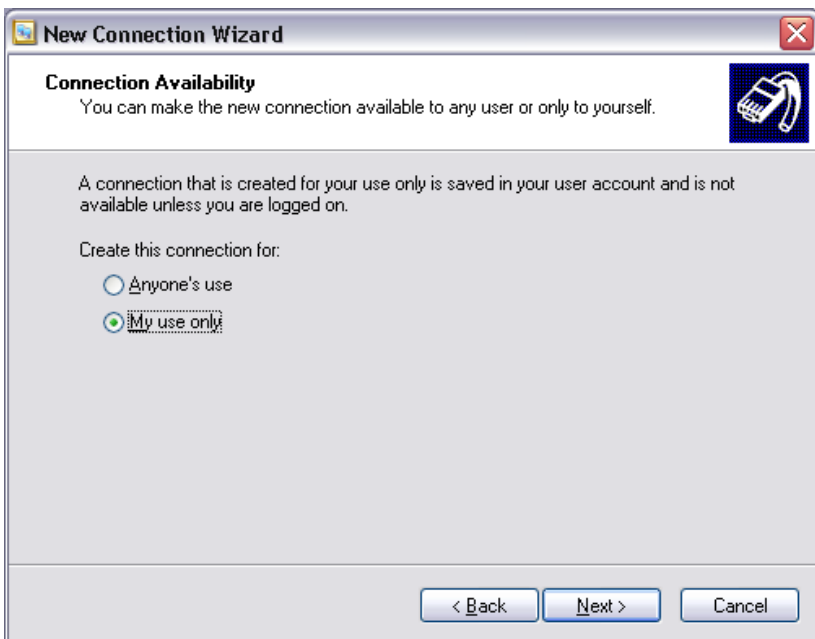 New Connection Wizard
Connection Availability
You can make the new connection available to any user or only to yourself.
A connection that is created for your use only is saved in your user account and is not
available unless you are logged on.
Create this connection for:
Anyone's use
My use only
< Back Next > Cancel